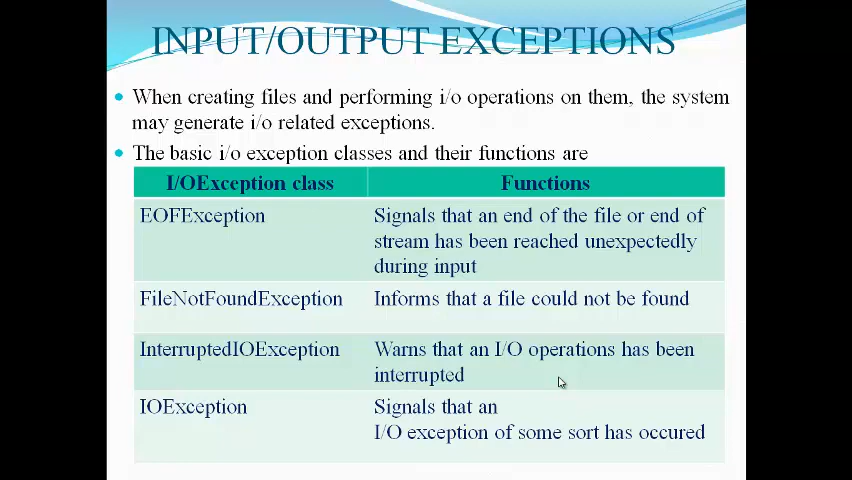 INPUT/OUTPUT EXCEPTIONS
When creating files and performing i/o operations on them, the system
may generate i/o related exceptions.
The basic i/o exception classes and their functions are
I/OException class
Functions
EOFException
Signals that an end of the file or end of
stream has been reached unexpectedly
during input
FileNotFoundException
Informs that a file could not be found
InterruptedIOException
Warns that an I/O operations has been
interrupted
IOException
Signals that an
I/O exception of some sort has occured